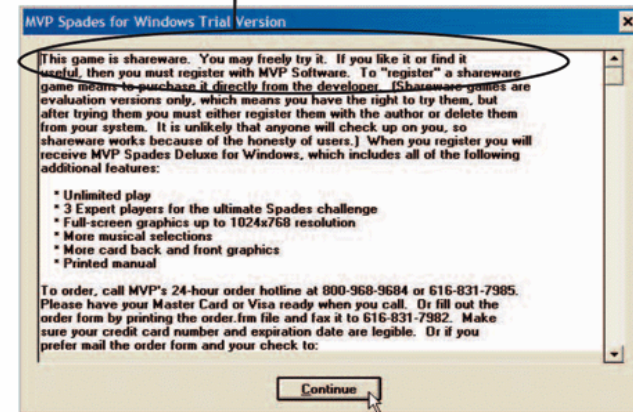 MVP Spades for Windows Trial Version
This game is shareware. You may freely try it. If you like it or find it
useful, then you must register with MVP Software. To "register" a shareware
game means to purchase it directly from the developer. (Shareware games are
evaluation versions only, which means you have the right to try them, but
after trying them you must either register them with the author or delete them
from your system. It is unlikely that anyone will check up on you, so
shareware works because of the honesty of users.) When you register you will
receive MVP Spades Deluxe for Windows, which includes all of the following
additional features:
* Unlimited play
* 3 Expert players for the ultimate Spades challenge
* Full-screen graphics up to 1024x768 resolution
* More musical selections
* More card back and front graphics
* Printed manual
To order, call MVP's 24-hour order hotline at 800-968-9684 or 616-831-7985.
Please have your Master Card or Visa ready when you call. Or fill out the
order form by printing the order.frm file and fax it to 616-831-7982. Make
sure your credit card number and expiration date are legible. Or if you
prefer mail the order form and your check to:
Continue